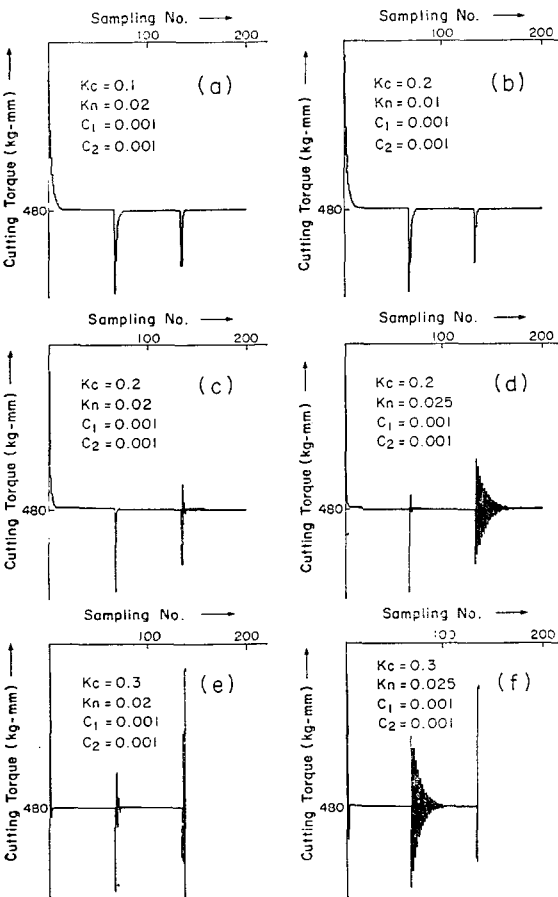 Sampling No.
100
200
Cutting Torque (kg-mm)
480
Kc = 0.1
Kn = 0.02
C1 = 0.001
C2 = 0.001
(a)
Sampling No.
100
200
Cutting Torque (kg-mm)
480
Kc = 0.2
Kn = 0.01
C1 = 0.001
C2 = 0.001
(b)
Sampling No.
100
200
Cutting Torque (kg-mm)
480
Kc = 0.2
Kn = 0.02
C1 = 0.001
C2 = 0.001
(c)
Sampling No.
100
200
Cutting Torque (kg-mm)
480
Kc = 0.2
Kn = 0.025
C1 = 0.001
C2 = 0.001
(d)
Sampling No.
100
200
Cutting Torque (kg-mm)
480
Kc = 0.3
Kn = 0.02
C1 = 0.001
C2 = 0.001
(e)
Sampling No.
100
200
Cutting Torque (kg-mm)
480
Kc = 0.3
Kn = 0.025
C1 = 0.001
C2 = 0.001
(f)